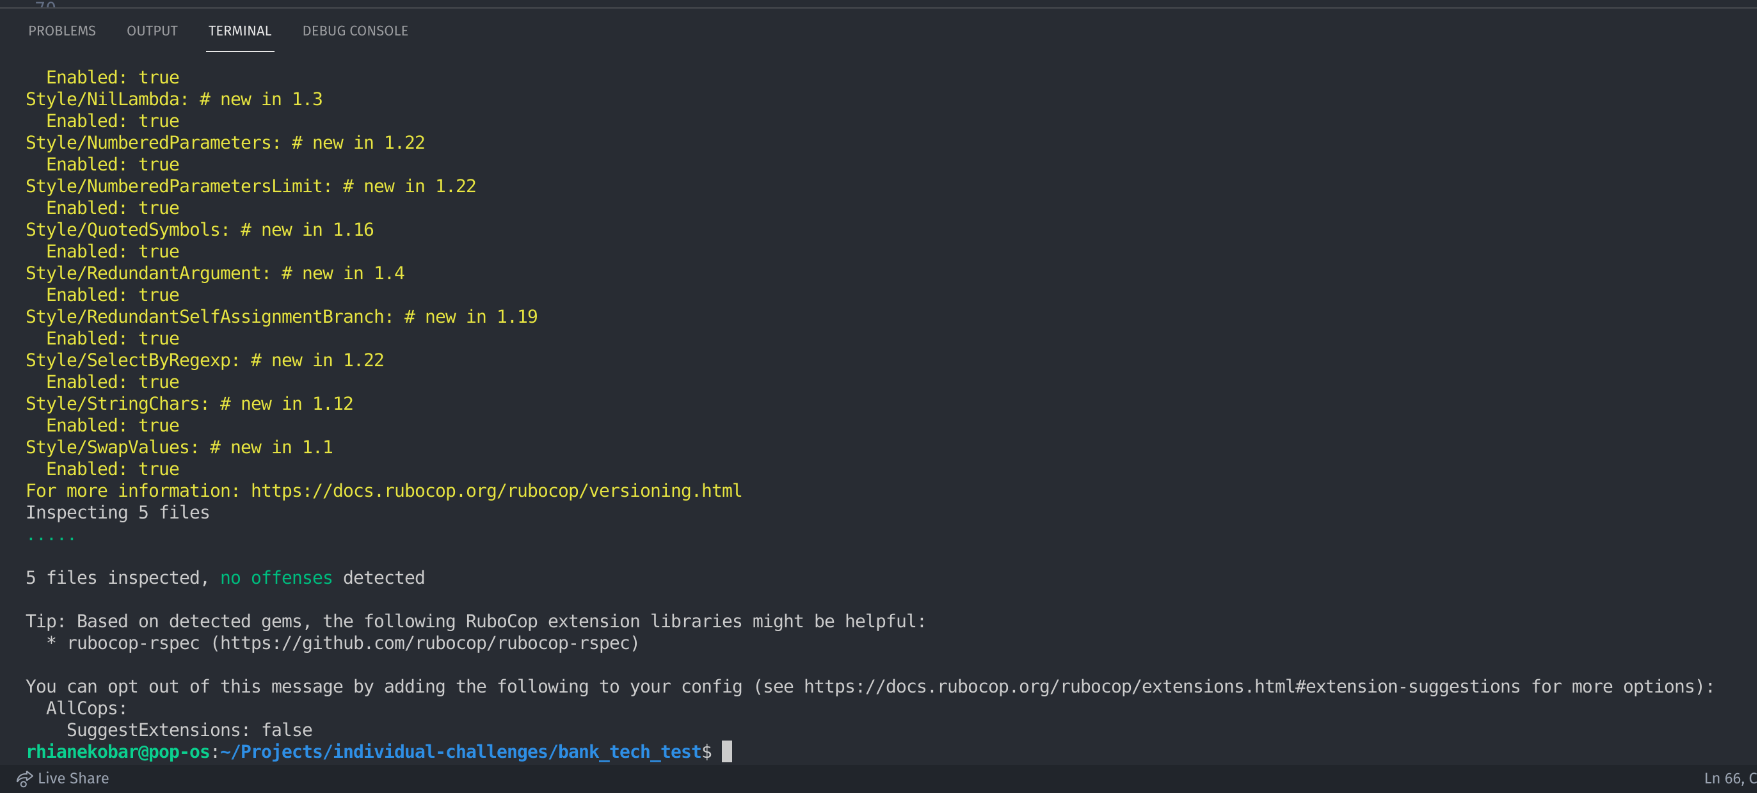 PROBLEMS OUTPUT TERMINAL DEBUG CONSOLE
Enabled: true
Style/NilLambda: # new in 1.3
Enabled: true
Style/NumberedParameters: # new in 1.22
Enabled: true
Style/NumberedParametersLimit: # new in 1.22
Enabled: true
Style/QuotedSymbols: # new in 1.16
Enabled: true
Style/RedundantArgument: # new in 1.4
Enabled: true
Style/RedundantSelfAssignmentBranch: # new in 1.19
Enabled: true
Style/SelectByRegexp: # new in 1.22
Enabled: true
Style/StringChars: # new in 1.12
Enabled: true
Style/SwapValues: # new in 1.1
Enabled: true
For more information: https://docs.rubocop.org/rubocop/versioning.html
Inspecting 5 files
.....
5 files inspected, no offenses detected
Tip: Based on detected gems, the following RuboCop extension libraries might be helpful:
* rubocop-rspec (https://github.com/rubocop/rubocop-rspec)
You can opt out of this message by adding the following to your config (see https://docs.rubocop.org/rubocop/extensions.html#extension-suggestions for more options):
AllCops:
SuggestExtensions: false
rhianekobar@pop-os:~/Projects/individual-challenges/bank_tech_test$
Live Share Ln 66, C